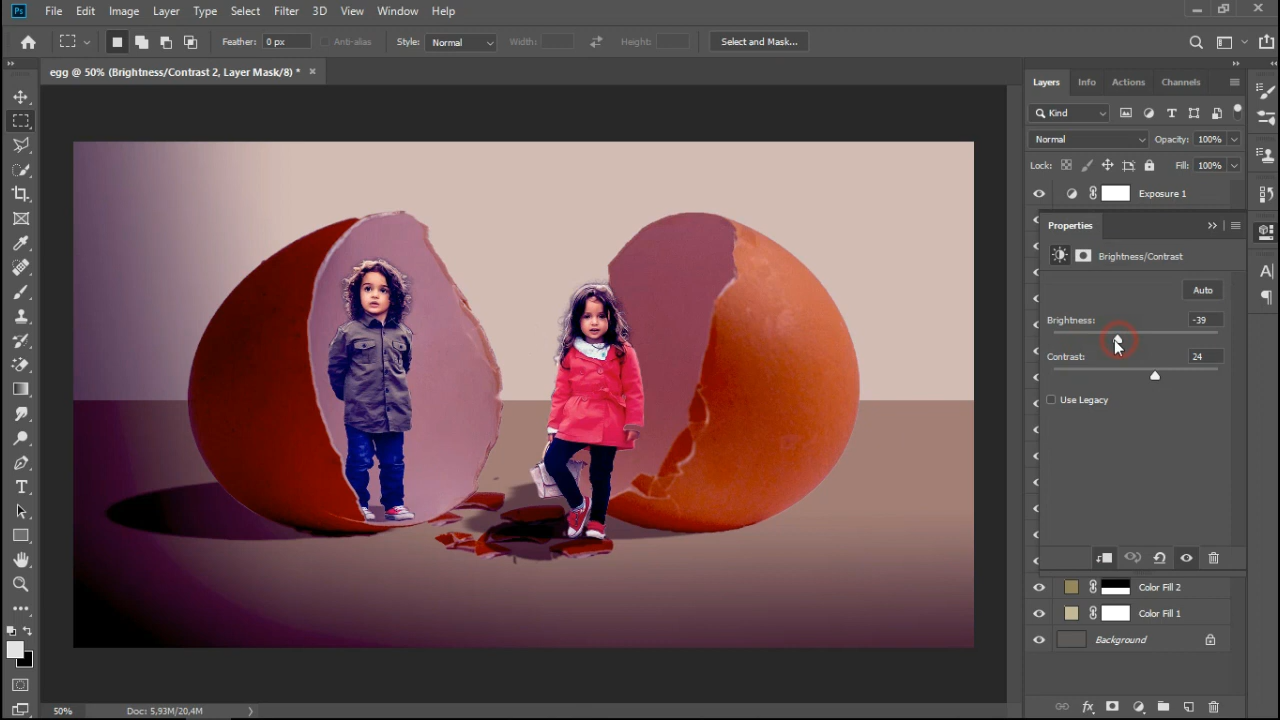 Ps File Edit Image Layer Type Select Filter 3D View Window Help
Feather: 0 px Anti-alias Style: Normal Width: Height: Select and Mask...
egg @ 50% (Brightness/Contrast 2, Layer Mask/8) * ×
Layers Info Actions Channels
Kind
Normal Opacity: 100%
Lock: Fill: 100%
Exposure 1
Properties
Brightness/Contrast
Auto
Brightness: -39
Contrast: 24
Use Legacy
Color Fill 2
Color Fill 1
Background
50% Doc: 5,93M/20,4M